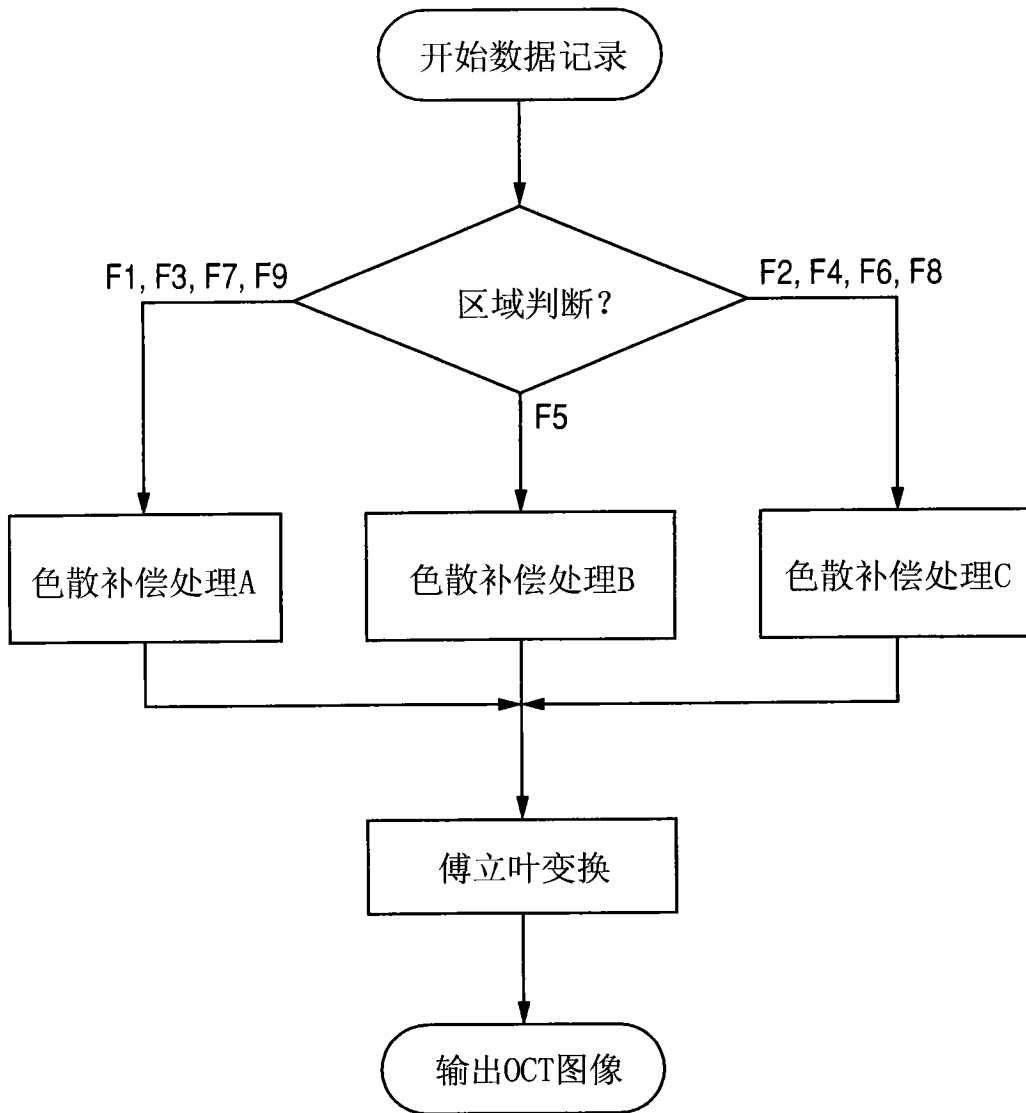 开始数据记录
F1, F3, F7, F9
F2, F4, F6, F8
区域判断?
F5
色散补偿处理A
色散补偿处理B
色散补偿处理C
傅立叶变换
输出OCT图像